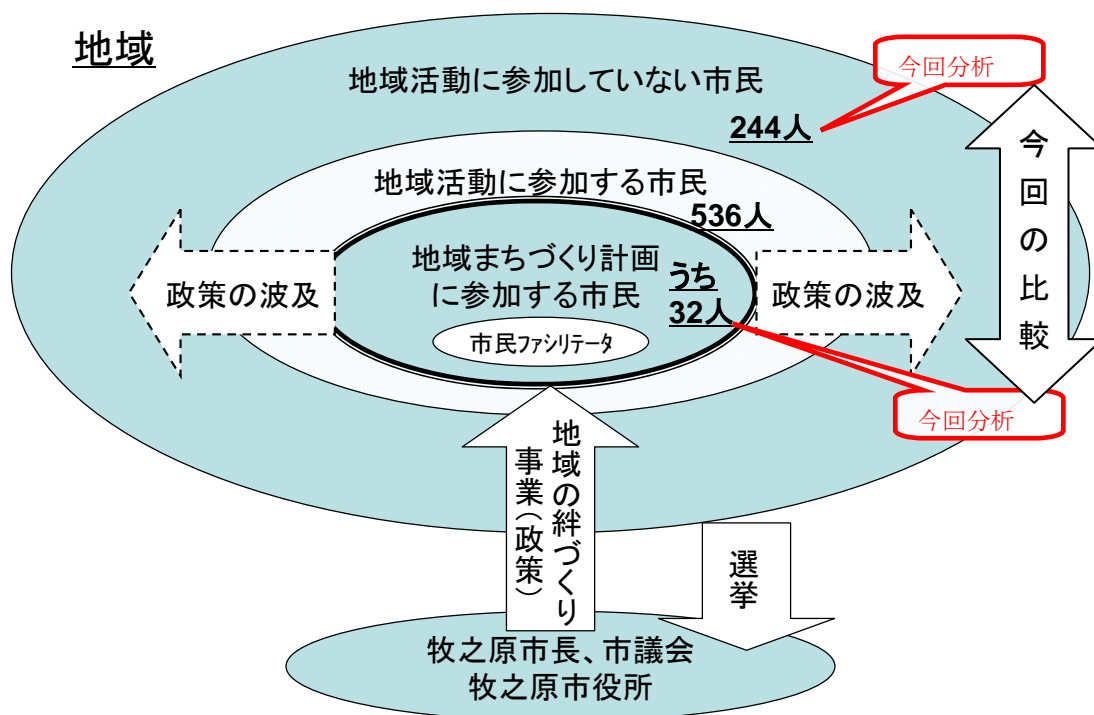 地域
今回分析
地域活動に参加していない市民
244人
今回の比較
地域活動に参加する市民
536人
地域まちづくり計画
に参加する市民
うち
32人
政策の波及
政策の波及
市民ファシリテータ
今回分析
地域の絆づくり
事業(政策)
選挙
牧之原市長、市議会
牧之原市役所